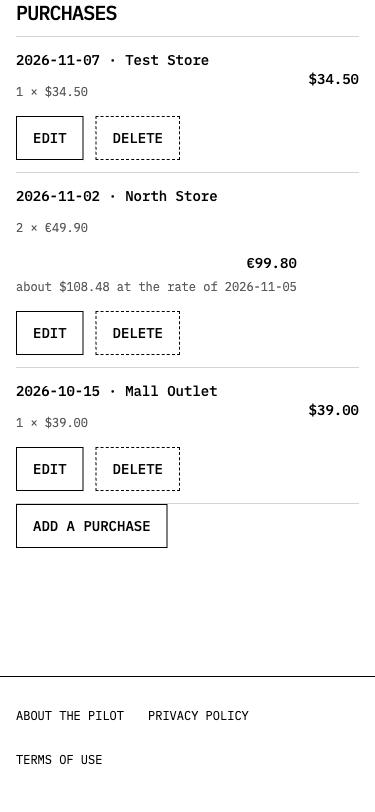 PURCHASES
2026-11-07 · Test Store
$34.50
1 × $34.50
EDIT DELETE
2026-11-02 · North Store
2 × €49.90
€99.80
about $108.48 at the rate of 2026-11-05
EDIT DELETE
2026-10-15 · Mall Outlet
$39.00
1 × $39.00
EDIT DELETE
ADD A PURCHASE
ABOUT THE PILOT PRIVACY POLICY
TERMS OF USE